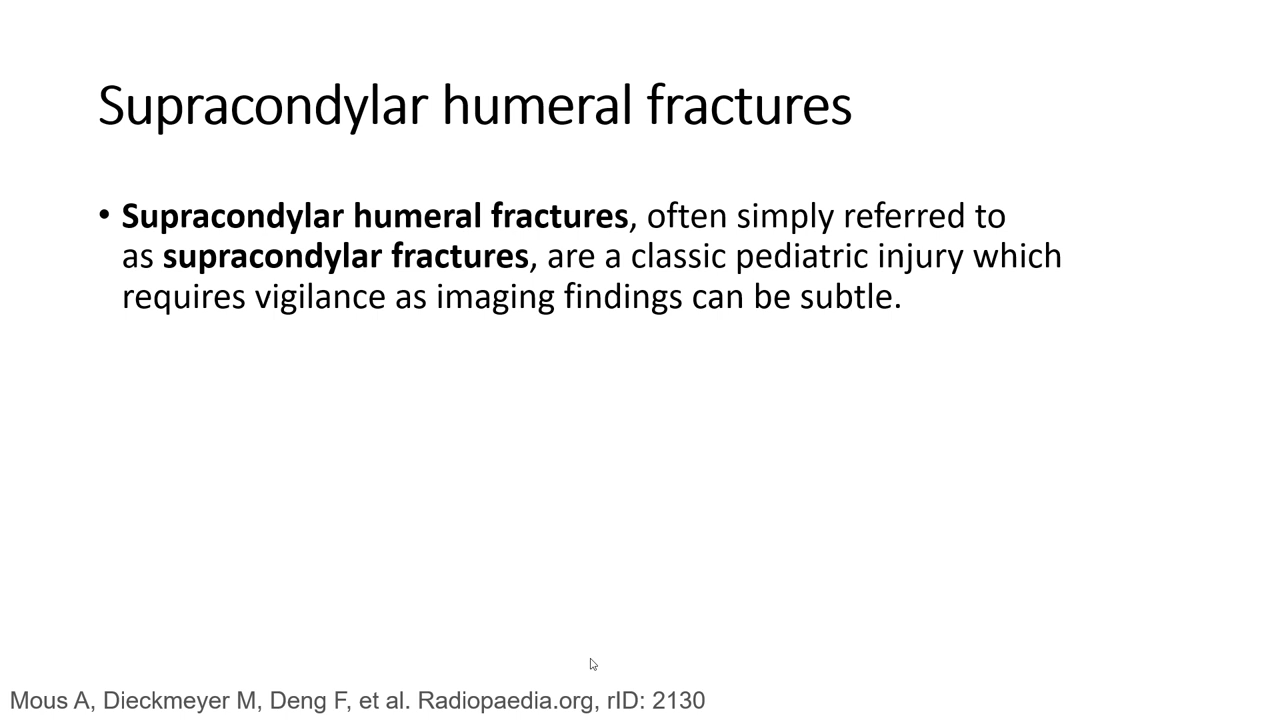 Supracondylar humeral fractures
• Supracondylar humeral fractures, often simply referred to
as supracondylar fractures, are a classic pediatric injury which
requires vigilance as imaging findings can be subtle.
Mous A, Dieckmeyer M, Deng F, et al. Radiopaedia.org, rID: 2130